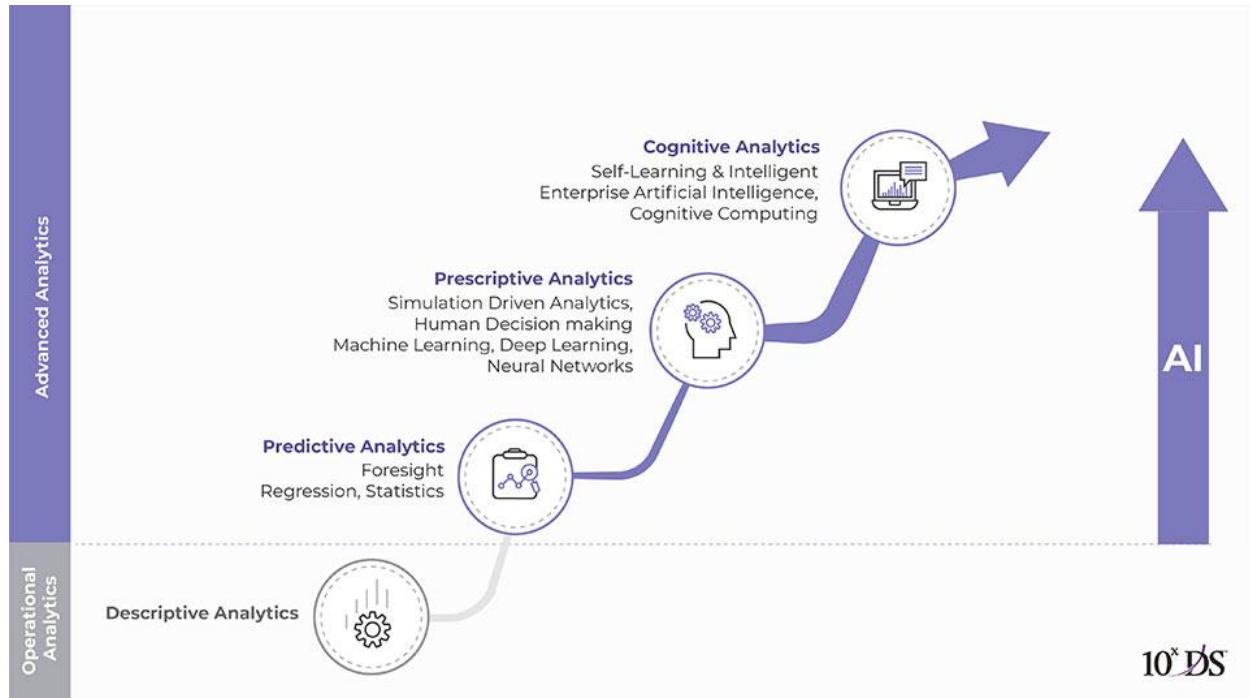 Advanced Analytics
Cognitive Analytics
Self-Learning & Intelligent
Enterprise Artificial Intelligence,
Cognitive Computing
Prescriptive Analytics
Simulation Driven Analytics,
Human Decision making
Machine Learning, Deep Learning,
Neural Networks
AI
Predictive Analytics
Foresight
Regression, Statistics
Operational
Analytics
Descriptive Analytics
10x DS